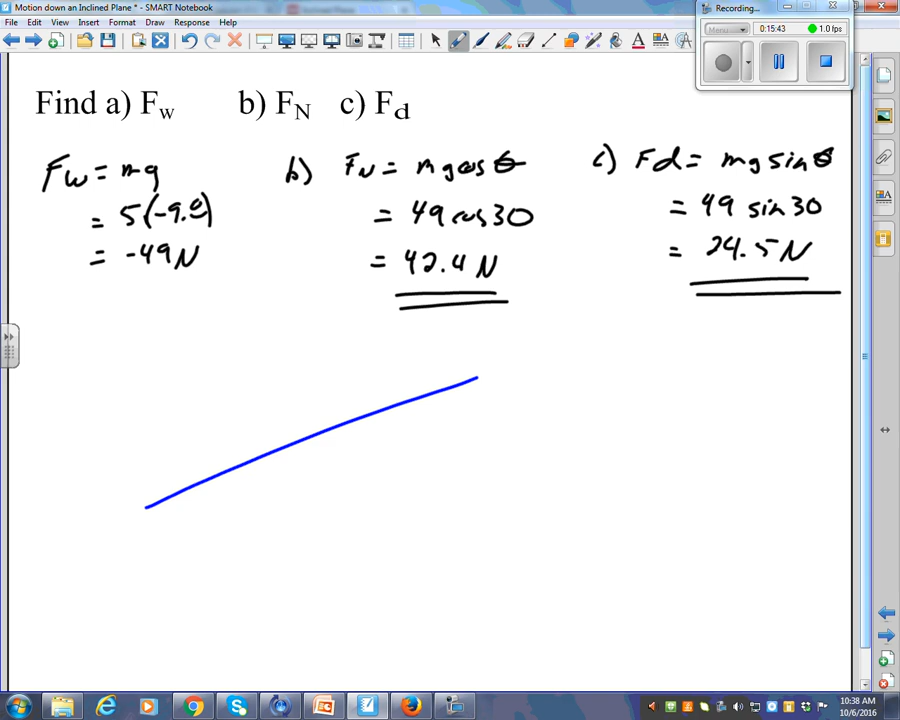 Motion down an Inclined Plane * - SMART Notebook
Recording...
File Edit View Insert Format Draw Response Help
Menu
0:15:43
1.0 fps
Find a) Fw b) FN c) Fd
Fw = mg
= 5(-9.8)
= -49N
b) FN = mg cos θ
= 49 cos 30
= 42.4 N
c) Fd = mg sin θ
= 49 sin 30
= 24.5 N
10:38 AM
10/6/2016